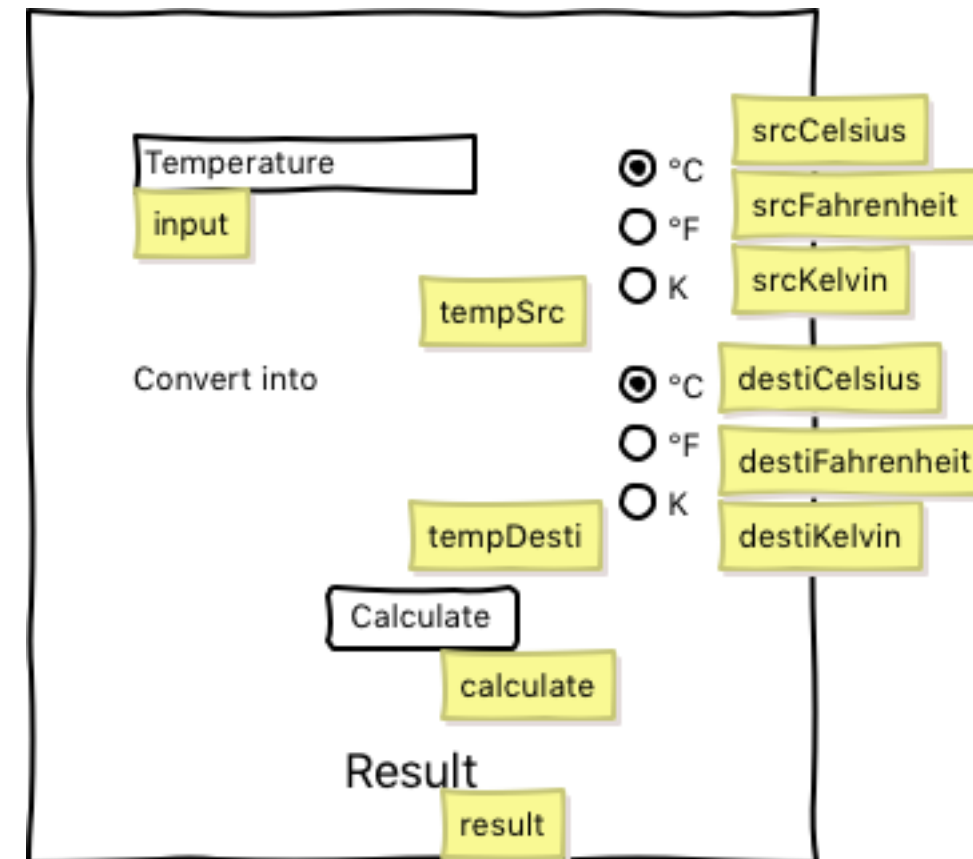 srcCelsius
Temperature
°C
srcFahrenheit
input
°F
srcKelvin
K
tempSrc
Convert into
°C
destiCelsius
°F
destiFahrenheit
K
tempDesti
destiKelvin
Calculate
calculate
Result
result